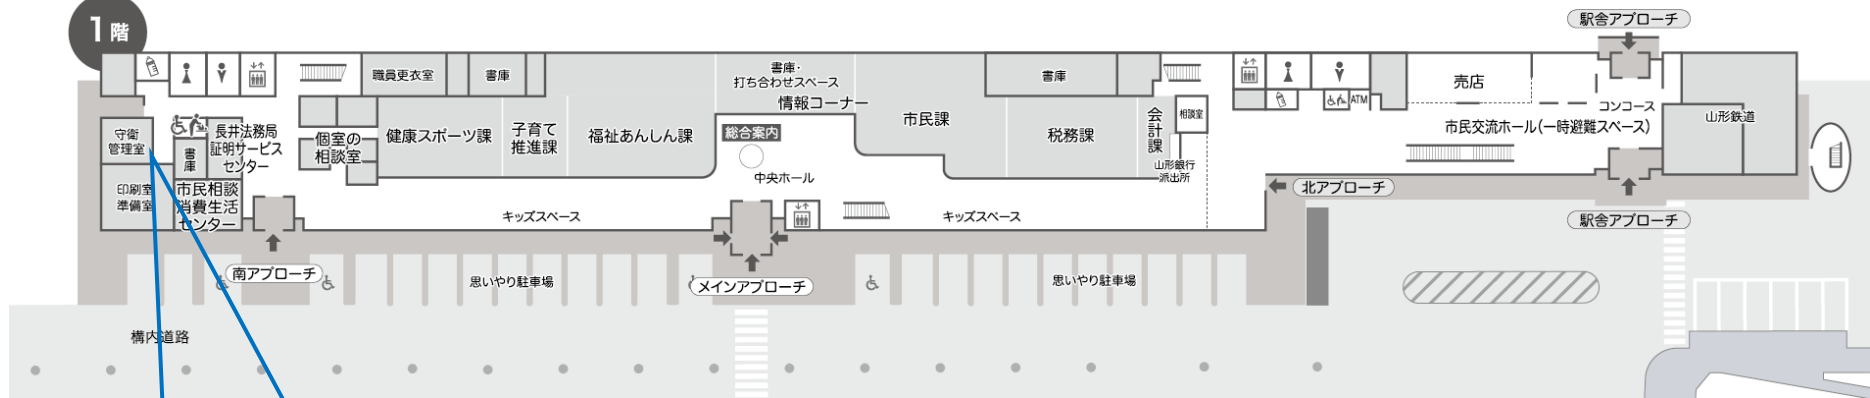 1階
駅舎アプローチ
職員更衣室
書庫
書庫・
打ち合わせスペース
情報コーナー
書庫
売店
コンコース
山形鉄道
ATM
相談室
守衛
管理室
書庫
長井法務局
証明サービス
センター
個室の
相談室
健康スポーツ課
子育て
推進課
福祉あんしん課
総合案内
中央ホール
市民課
税務課
会計課
山形銀行
派出所
市民交流ホール(一時避難スペース)
印刷室
準備室
市民相談
消費生活
センター
キッズスペース
キッズスペース
北アプローチ
駅舎アプローチ
南アプローチ
思いやり駐車場
メインアプローチ
思いやり駐車場
構内道路